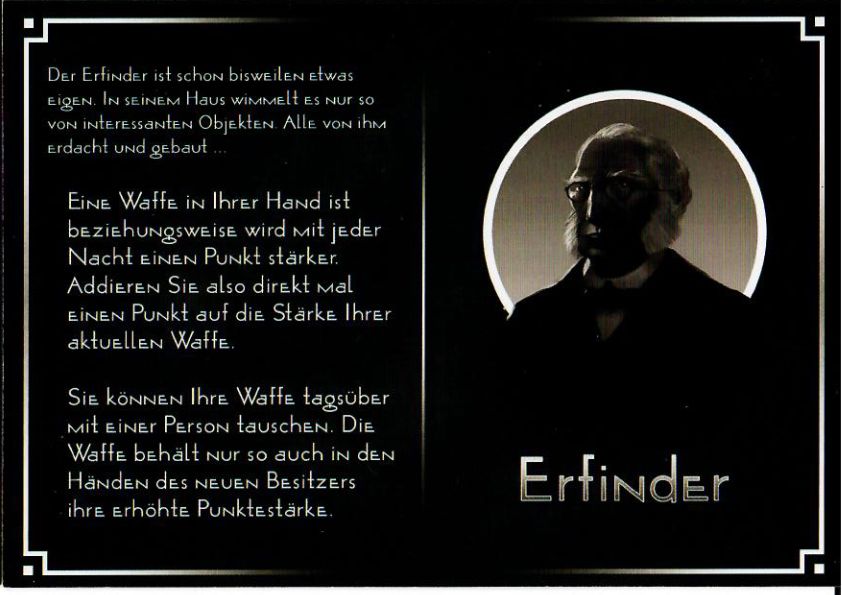 Der Erfinder ist schon bisweilen etwas
eigen. In seinem Haus wimmelt es nur so
von interessanten Objekten. Alle von ihm
erdacht und gebaut ...
Eine Waffe in Ihrer Hand ist
beziehungsweise wird mit jeder
Nacht einen Punkt stärker.
Addieren Sie also direkt mal
einen Punkt auf die Stärke Ihrer
aktuellen Waffe.
Sie können Ihre Waffe tagsüber
mit einer Person tauschen. Die
Waffe behält nur so auch in den
Händen des neuen Besitzers
ihre erhöhte Punktestärke.
Erfinder